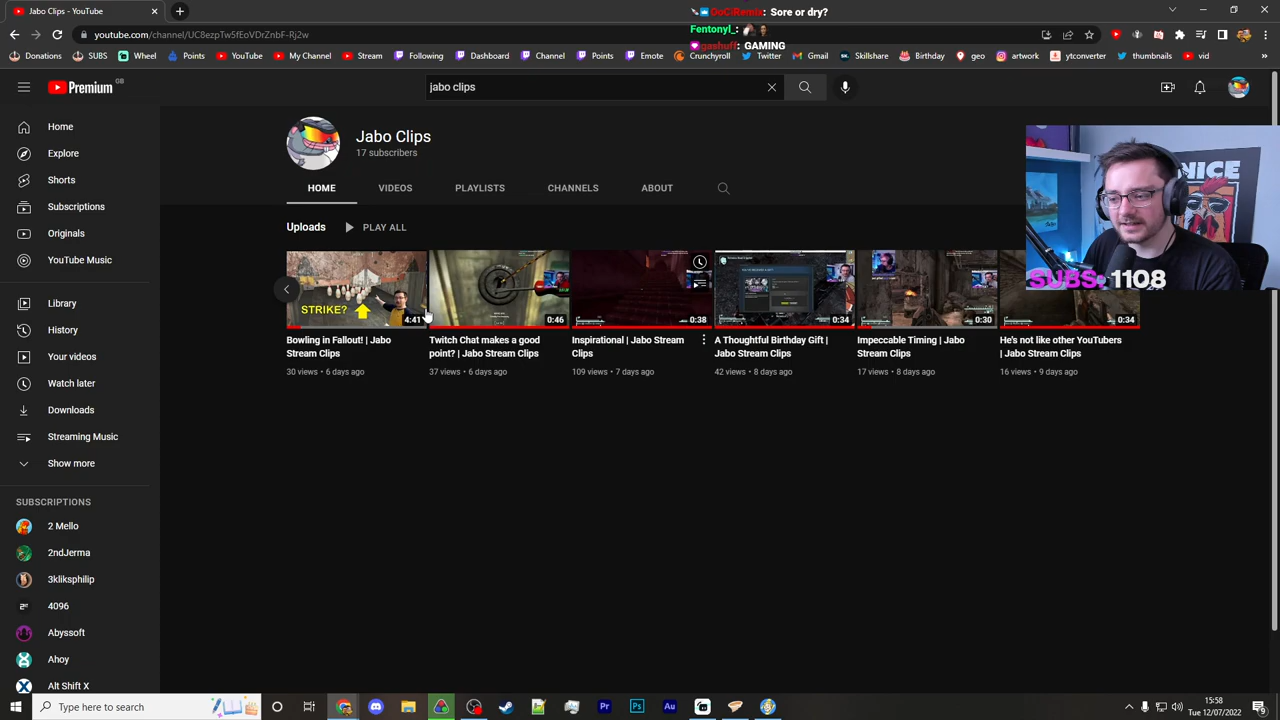 Jabo Clips - YouTube
DoCiRemix: Sore or dry?
Fentonyl_:
gashuff: GAMING
youtube.com/channel/UC8ezpTw5fEoVDrZnbF-Rj2w
Donations
SUBS
Wheel
Points
YouTube
My Channel
Stream
Following
Dashboard
Channel
Points
Emote
Crunchyroll
Birthday
Twitter
Gmail
Skillshare
geo
artwork
ytconverter
thumbnails
vid
Premium
GB
jabo clips
Home
Explore
Shorts
Subscriptions
Originals
YouTube Music
Library
History
Your videos
Watch later
Downloads
Streaming Music
Show more
SUBSCRIPTIONS
2 Mello
2ndJerma
3kliksphilip
4096
Abyssoft
Ahoy
Alt Shift X
Jabo Clips
17 subscribers
HOME
VIDEOS
PLAYLISTS
CHANNELS
ABOUT
NICE
SUBS: 1108
Uploads
PLAY ALL
STRIKE?
4:41
0:46
0:38
0:34
0:30
0:34
Bowling in Fallout! | Jabo
Stream Clips
30 views • 6 days ago
Twitch Chat makes a good
point? | Jabo Stream Clips
37 views • 6 days ago
Inspirational | Jabo Stream
Clips
109 views • 7 days ago
A Thoughtful Birthday Gift |
Jabo Stream Clips
42 views • 8 days ago
Impeccable Timing | Jabo
Stream Clips
17 views • 8 days ago
He's not like other YouTubers
| Jabo Stream Clips
16 views • 9 days ago
Type here to search
Pr
Ps
Au
15:58
Tue 12/07/2022